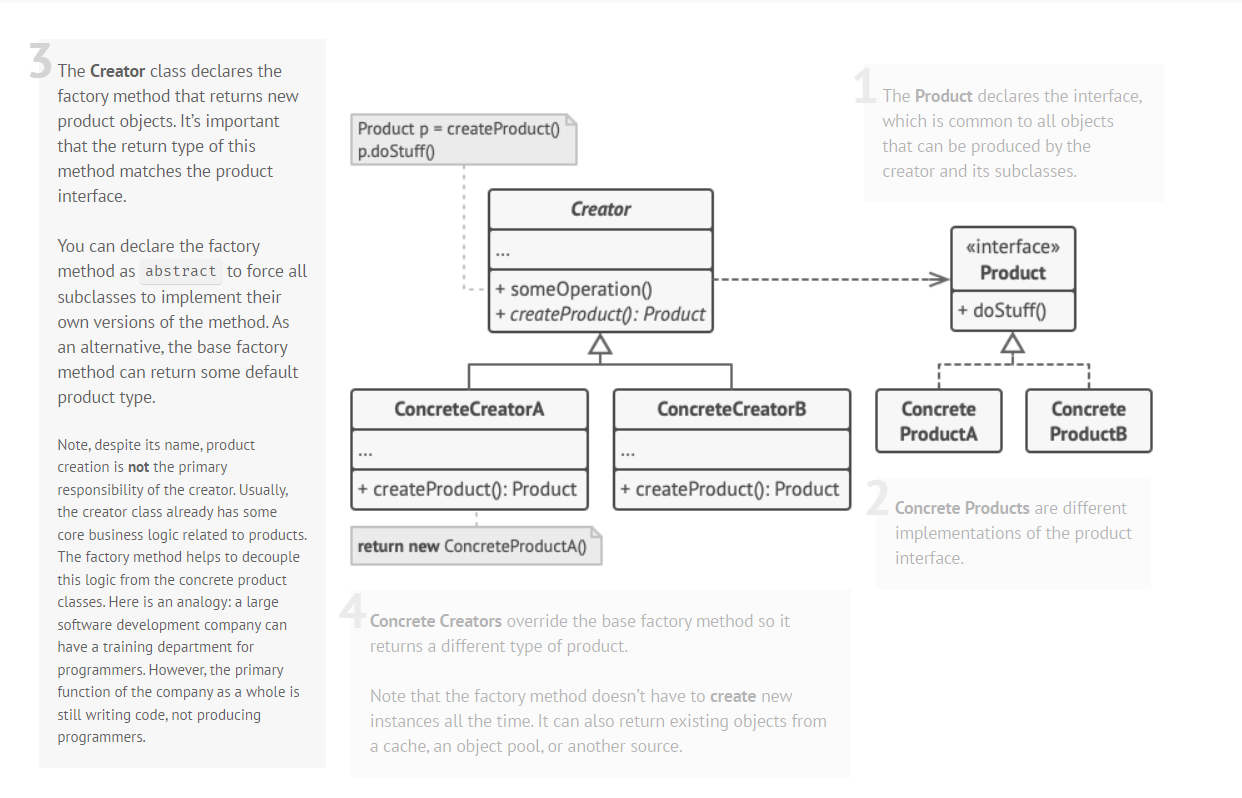 3
The Creator class declares the
factory method that returns new
product objects. It's important
that the return type of this
method matches the product
interface.
You can declare the factory
method as abstract to force all
subclasses to implement their
own versions of the method. As
an alternative, the base factory
method can return some default
product type.
Note, despite its name, product
creation is not the primary
responsibility of the creator. Usually,
the creator class already has some
core business logic related to products.
The factory method helps to decouple
this logic from the concrete product
classes. Here is an analogy: a large
software development company can
have a training department for
programmers. However, the primary
function of the company as a whole is
still writing code, not producing
programmers.
Product p = createProduct()
p.doStuff()
Creator
...
+ someOperation()
+ createProduct(): Product
ConcreteCreatorA
...
+ createProduct(): Product
return new ConcreteProductA()
ConcreteCreatorB
...
+ createProduct(): Product
1
The Product declares the interface,
which is common to all objects
that can be produced by the
creator and its subclasses.
«interface»
Product
+ doStuff()
Concrete
ProductA
Concrete
ProductB
2
Concrete Products are different
implementations of the product
interface.
4
Concrete Creators override the base factory method so it
returns a different type of product.
Note that the factory method doesn't have to create new
instances all the time. It can also return existing objects from
a cache, an object pool, or another source.